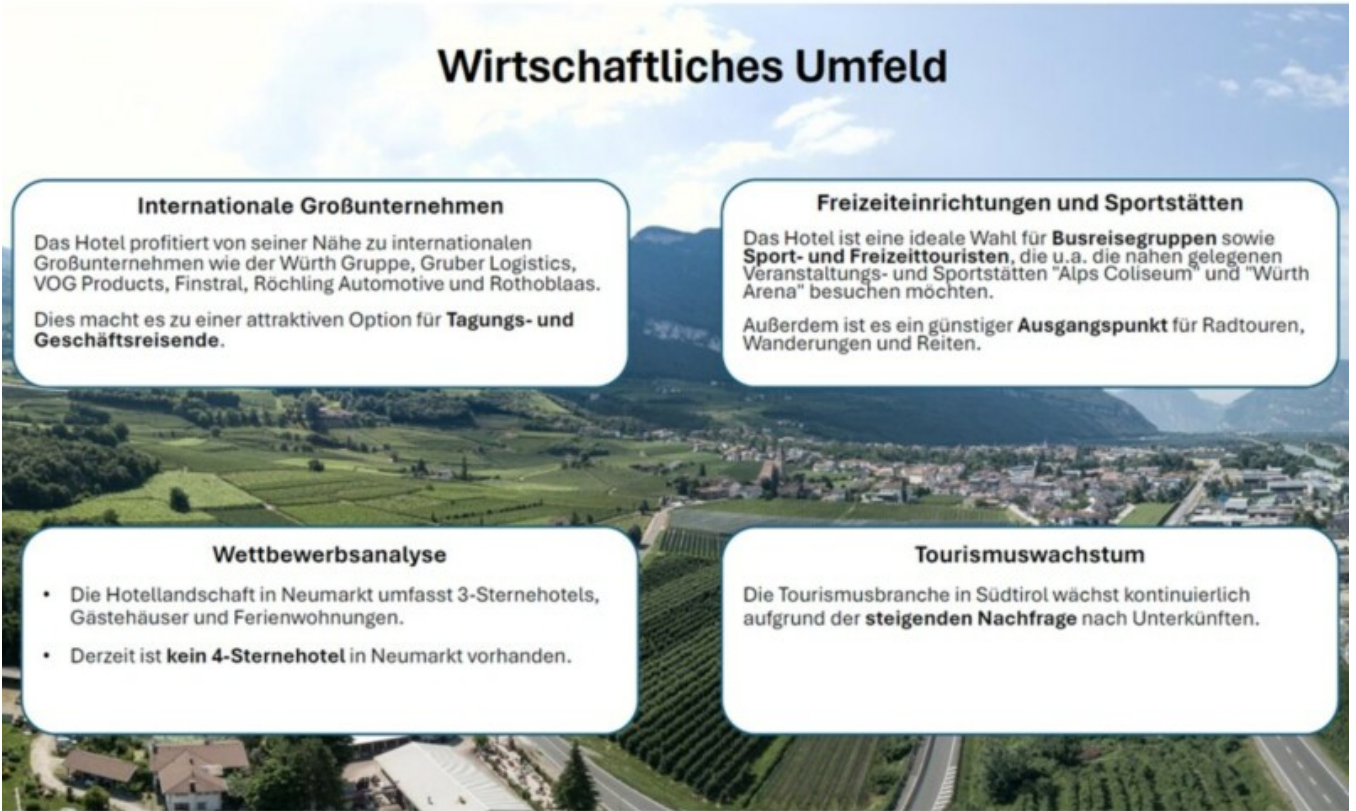 Wirtschaftliches Umfeld
Internationale Großunternehmen
Das Hotel profitiert von seiner Nähe zu internationalen
Großunternehmen wie der Würth Gruppe, Gruber Logistics,
VOG Products, Finstral, Röchling Automotive und Rothoblaas.
Dies macht es zu einer attraktiven Option für Tagungs- und
Geschäftsreisende.
Freizeiteinrichtungen und Sportstätten
Das Hotel ist eine ideale Wahl für Busreisegruppen sowie
Sport- und Freizeittouristen, die u.a. die nahen gelegenen
Veranstaltungs- und Sportstätten "Alps Coliseum" und "Würth
Arena" besuchen möchten.
Außerdem ist es ein günstiger Ausgangspunkt für Radtouren,
Wanderungen und Reiten.
Wettbewerbsanalyse
• Die Hotellandschaft in Neumarkt umfasst 3-Sternehotels,
Gästehäuser und Ferienwohnungen.
• Derzeit ist kein 4-Sternehotel in Neumarkt vorhanden.
Tourismuswachstum
Die Tourismusbranche in Südtirol wächst kontinuierlich
aufgrund der steigenden Nachfrage nach Unterkünften.